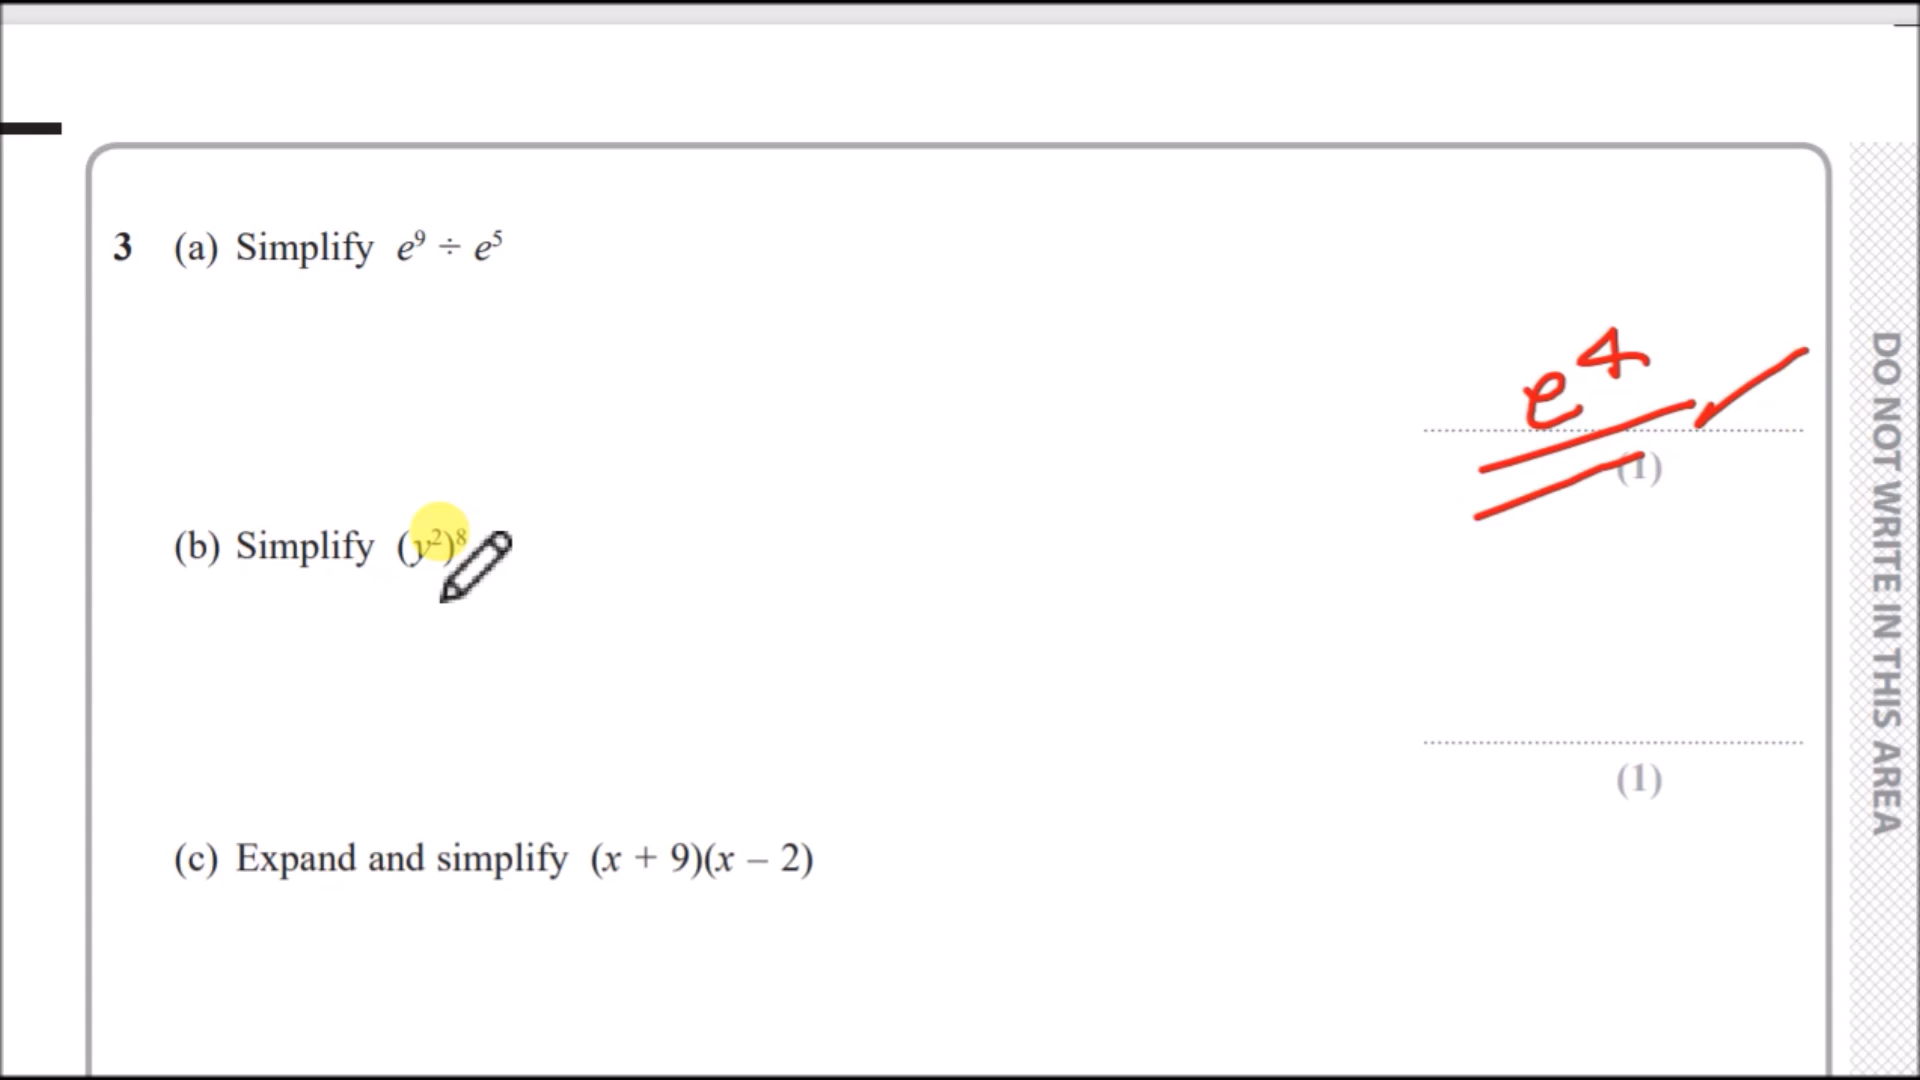 3 (a) Simplify e⁹ ÷ e⁵
e⁴
(1)
(b) Simplify (y²)⁸
(1)
(c) Expand and simplify (x + 9)(x – 2)
DO NOT WRITE IN THIS AREA